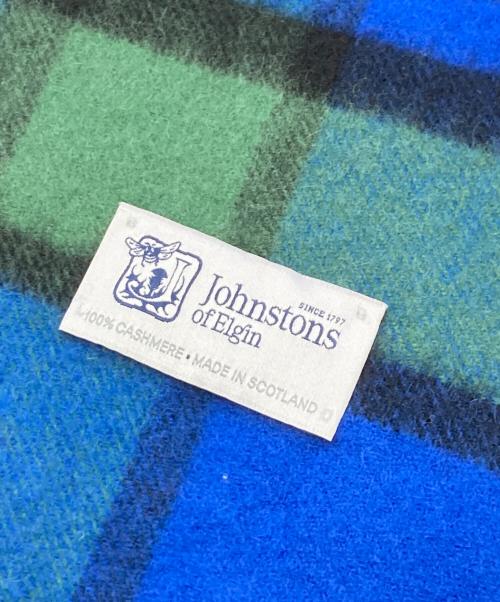 SINCE 1797
Johnstons
of Elgin
100% CASHMERE • MADE IN SCOTLAND